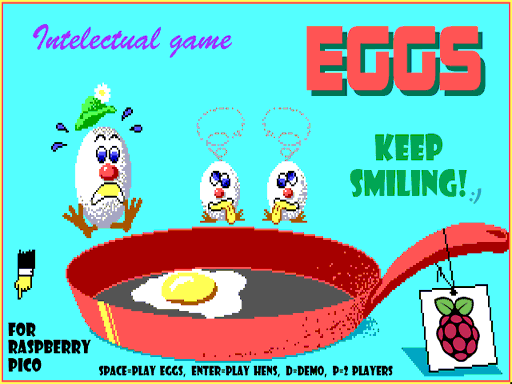 Intelectual game
EGGS
KEEP
SMILING! :)
FOR
RASPBERRY
PICO
SPACE=PLAY EGGS, ENTER=PLAY HENS, D=DEMO, P=2 PLAYERS